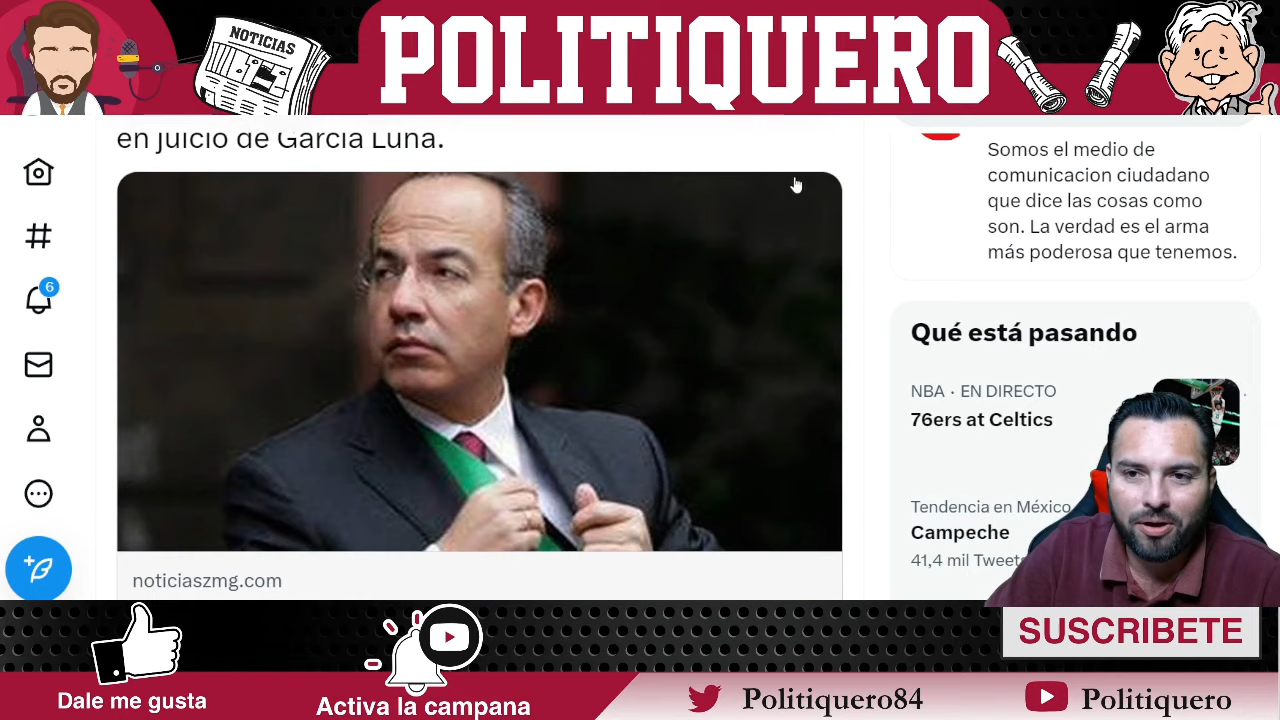 NOTICIAS
POLITIQUERO
en juicio de García Luna.
Somos el medio de
comunicacion ciudadano
que dice las cosas como
son. La verdad es el arma
más poderosa que tenemos.
6
Qué está pasando
NBA · EN DIRECTO
76ers at Celtics
Tendencia en México
Campeche
41,4 mil Tweets
noticiaszmg.com
SUSCRIBETE
Dale me gusta
Activa la campana
Politiquero84
Politiquero